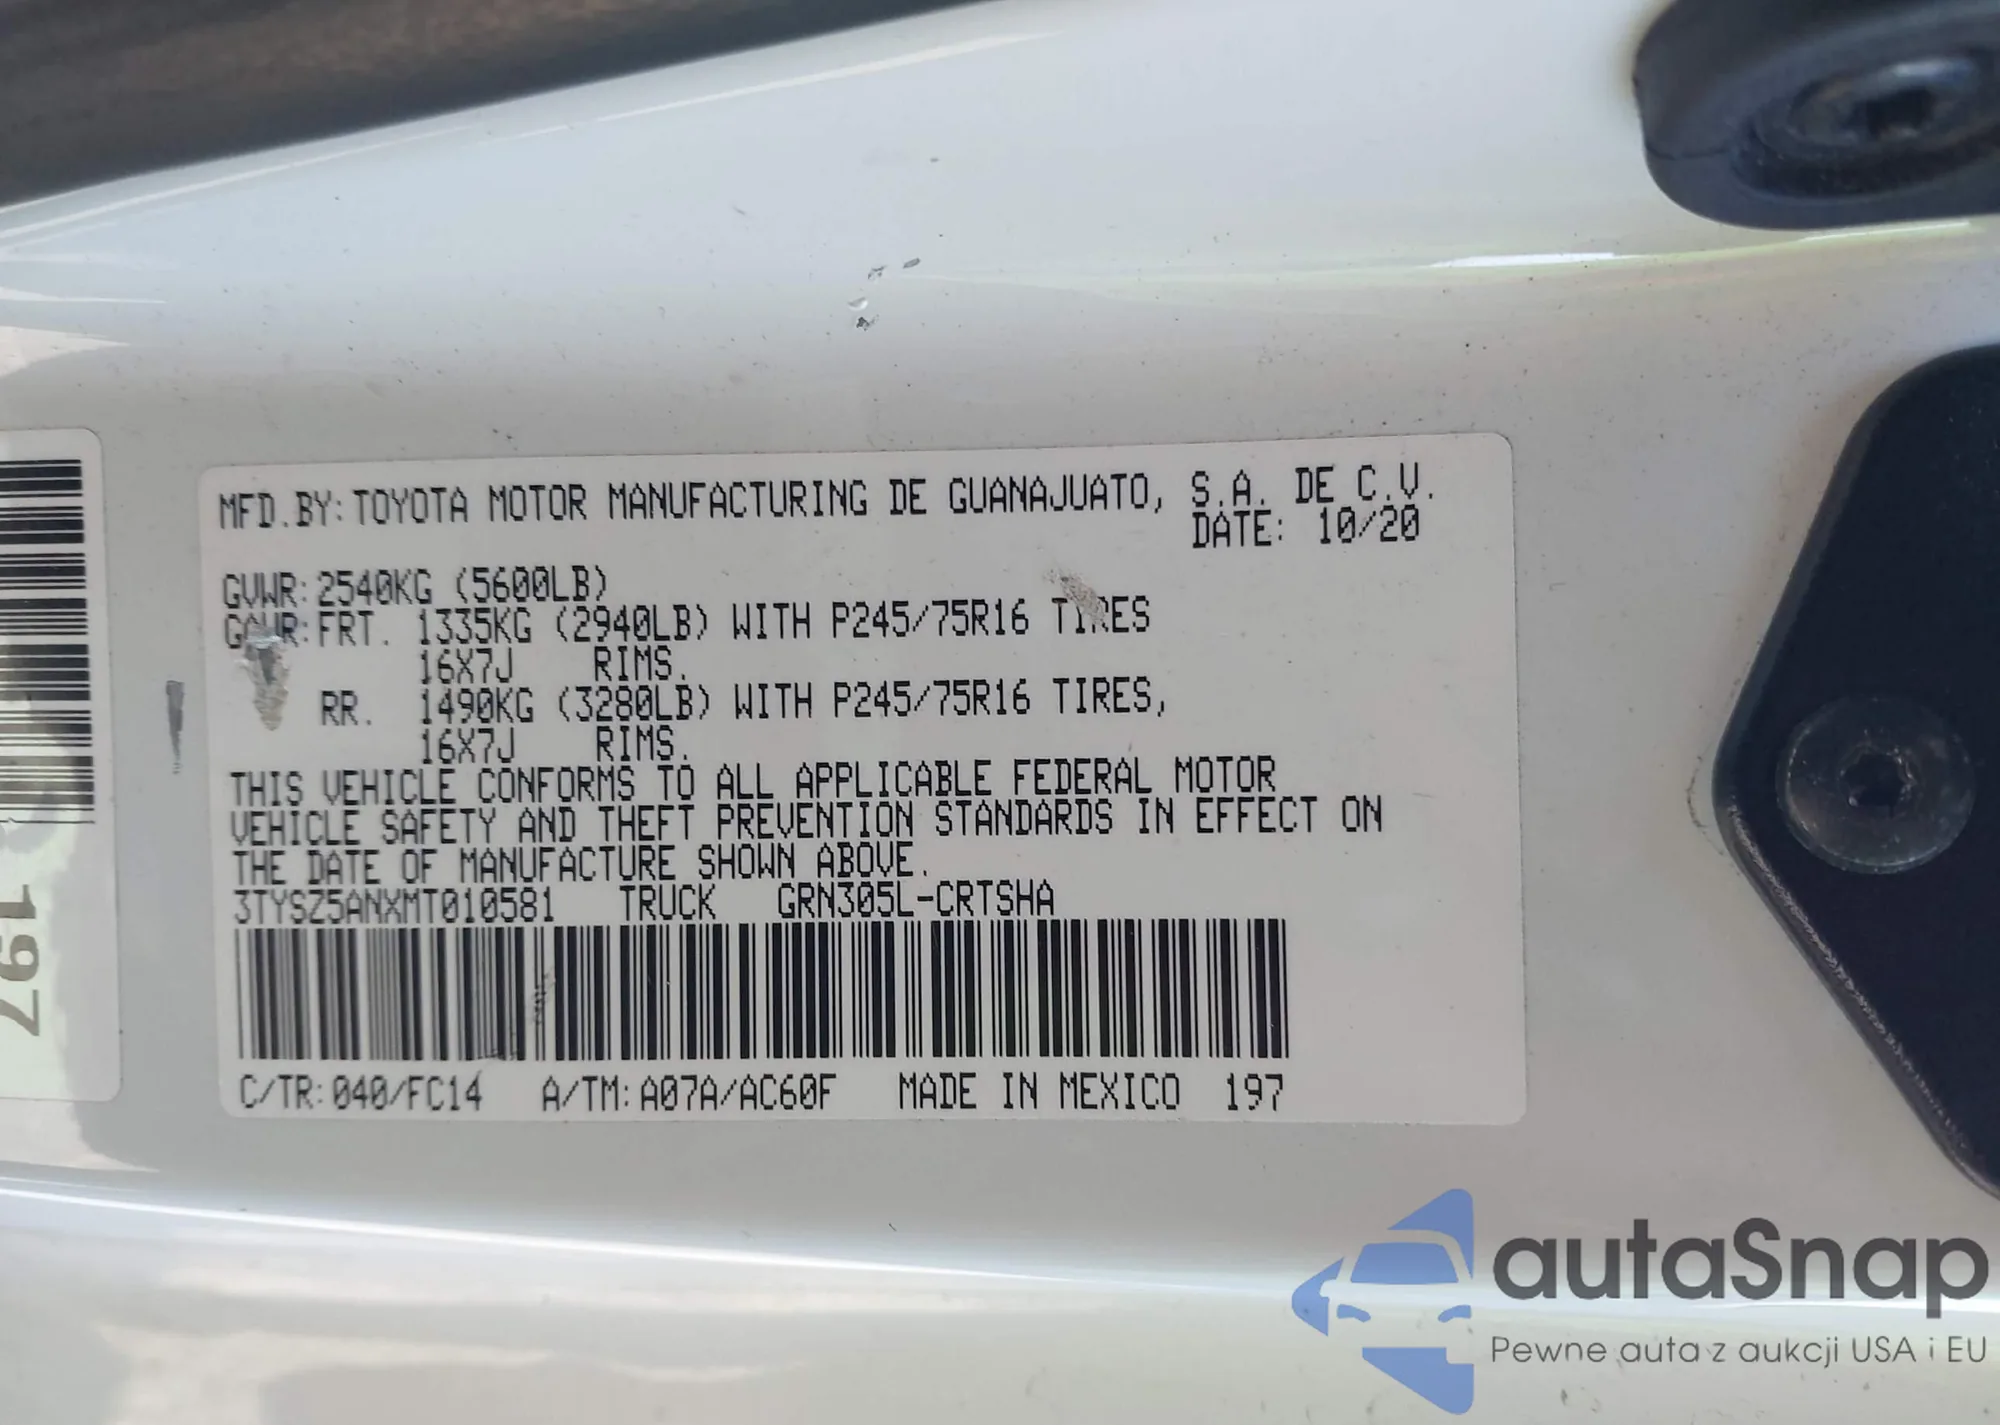 MFD.BY: TOYOTA MOTOR MANUFACTURING DE GUANAJUATO, S.A. DE C.V.
DATE: 10/20
GVWR: 2540KG (5600LB)
GAWR: FRT. 1335KG (2940LB) WITH P245/75R16 TIRES
16X7J RIMS.
RR. 1490KG (3280LB) WITH P245/75R16 TIRES,
16X7J RIMS.
THIS VEHICLE CONFORMS TO ALL APPLICABLE FEDERAL MOTOR
VEHICLE SAFETY AND THEFT PREVENTION STANDARDS IN EFFECT ON
THE DATE OF MANUFACTURE SHOWN ABOVE.
3TYSZ5ANXMT010581 TRUCK GRN305L-CRTSHA
C/TR: 040/FC14 A/TM: A07A/AC60F MADE IN MEXICO 197
197
autaSnap
Pewne auta z aukcji USA i EU